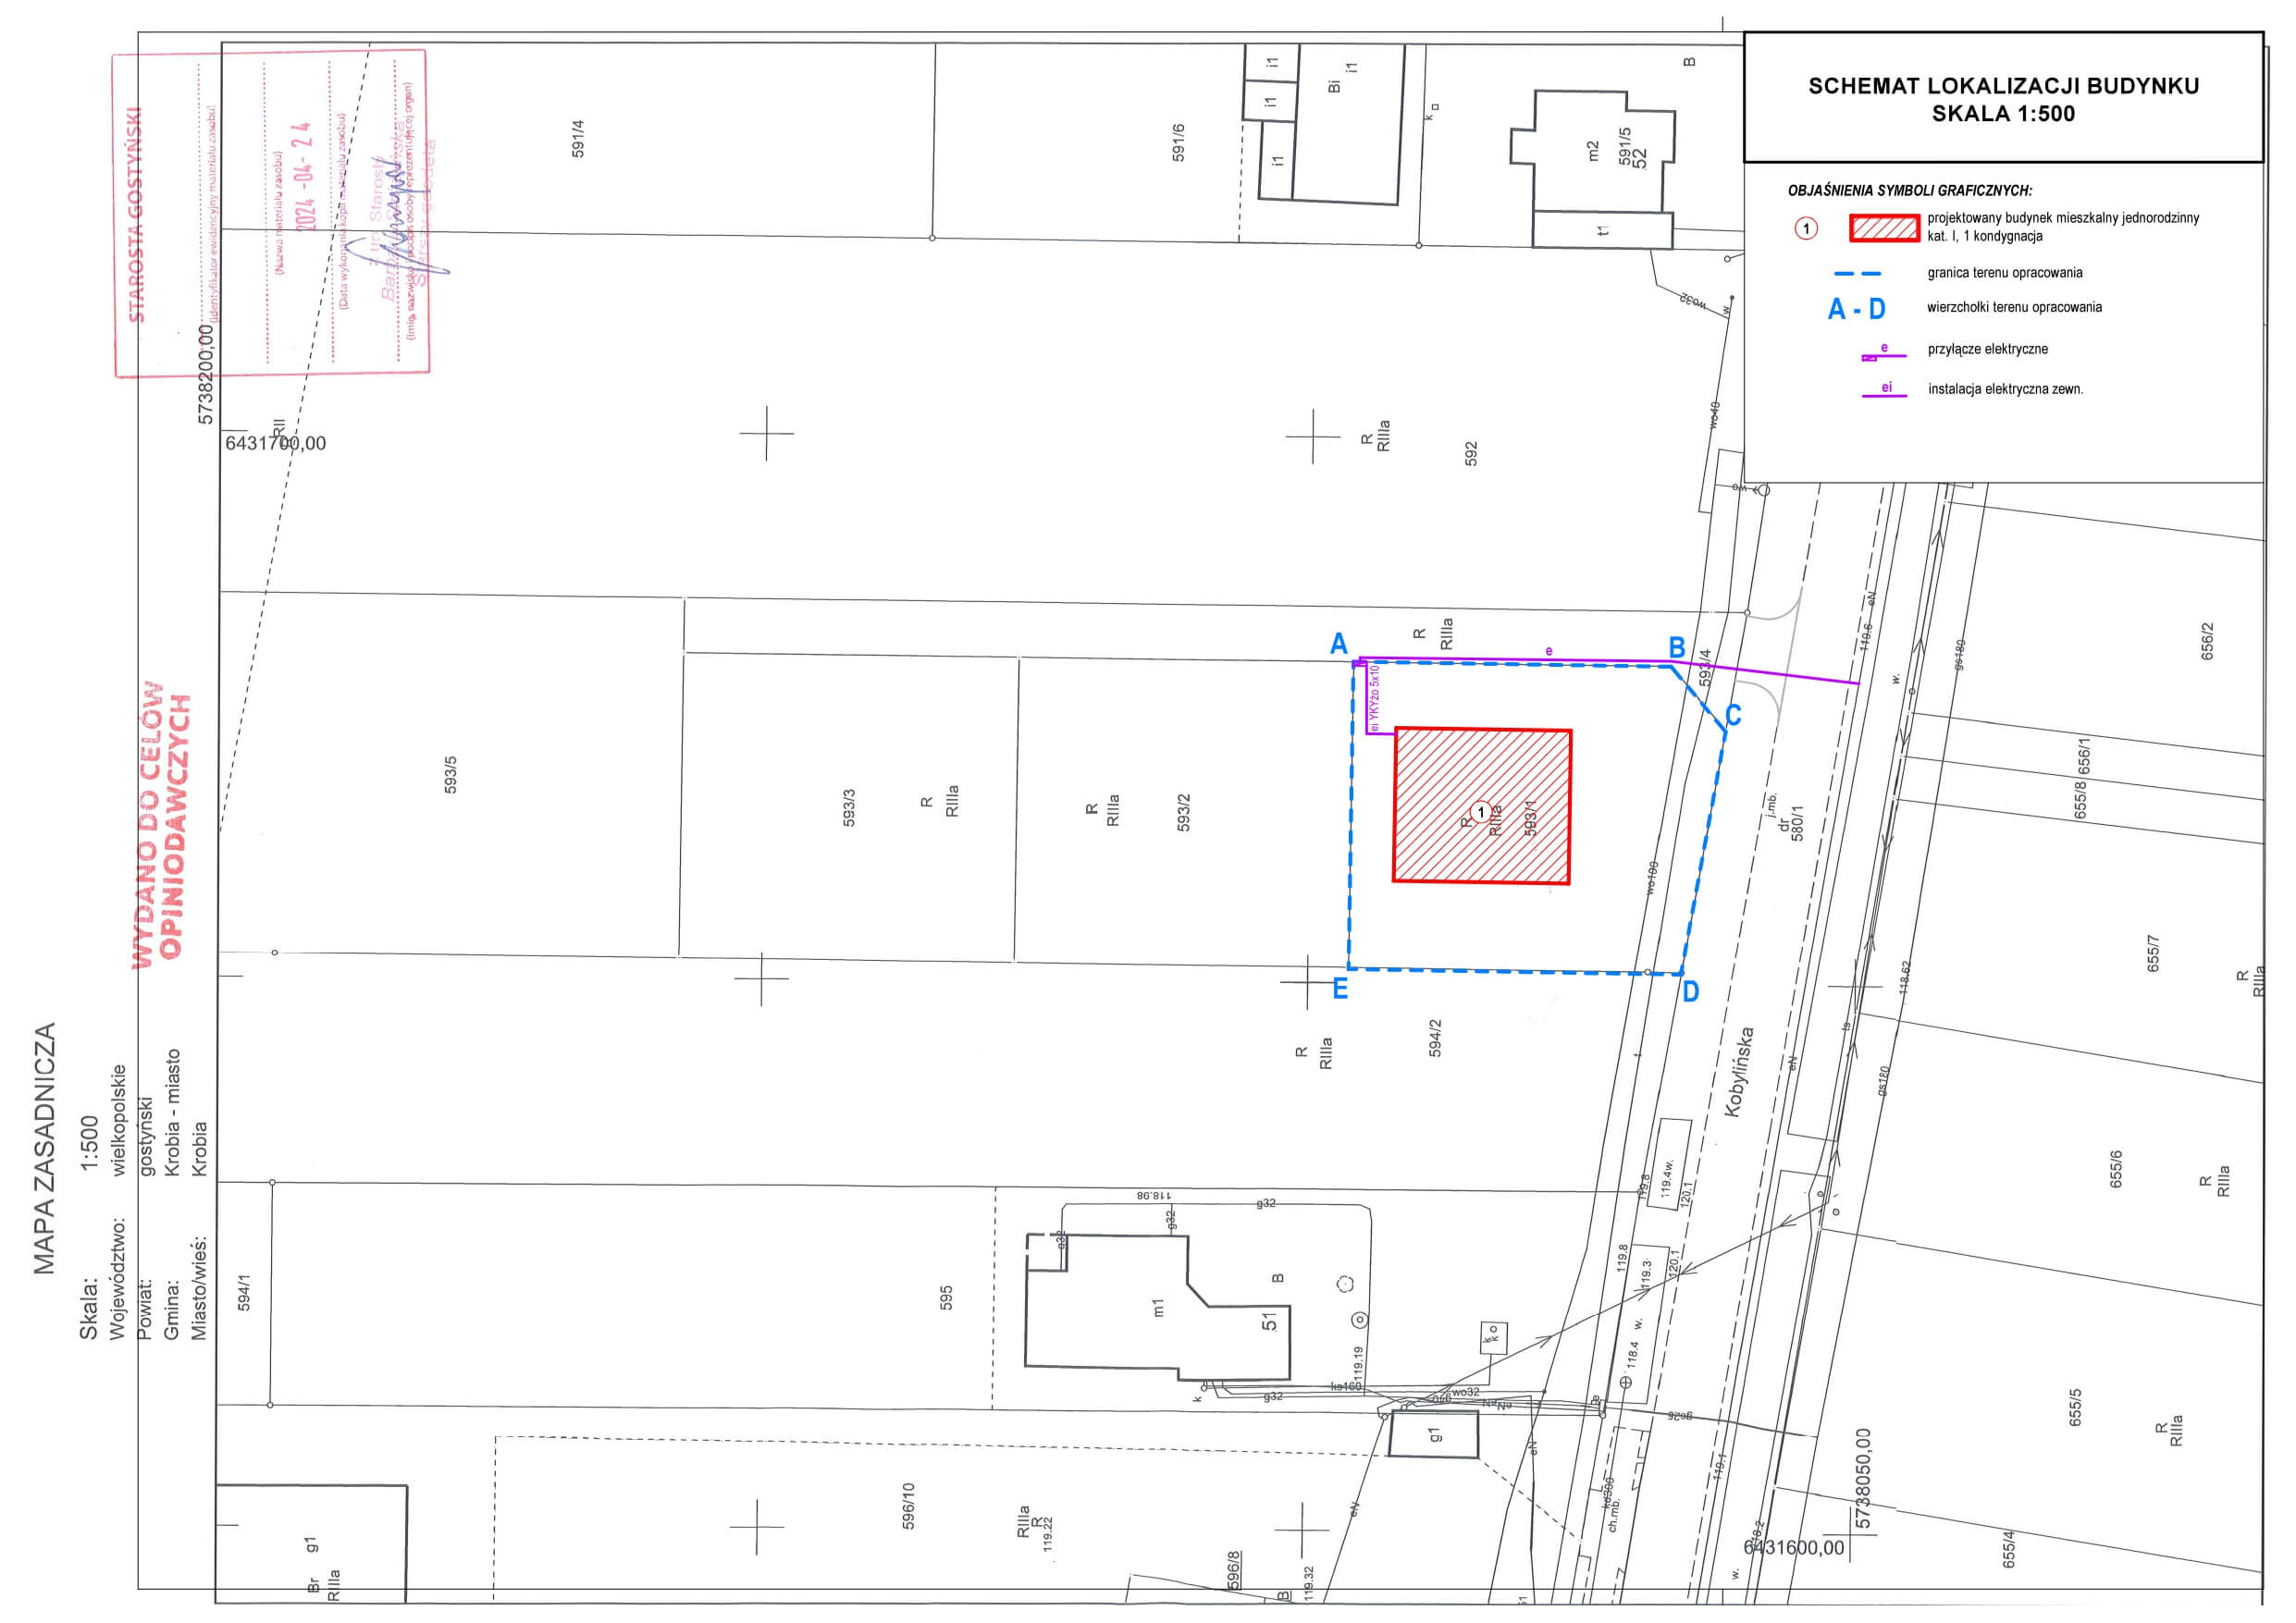 SCHEMAT LOKALIZACJI BUDYNKU
SKALA 1:500
OBJAŚNIENIA SYMBOLI GRAFICZNYCH:
1
projektowany budynek mieszkalny jednorodzinny
kat. I, 1 kondygnacja
granica terenu opracowania
A - D
wierzchołki terenu opracowania
e
przyłącze elektryczne
ei
instalacja elektryczna zewn.
STAROSTA GOSTYŃSKI
(identyfikator ewidencyjny materiału zasobu)
(Nazwa materiału zasobu)
2024 -04- 24
(Data wykonania kopii materiału zasobu)
(Imię, nazwisko i podpis osoby reprezentującej organ)
5738200,00
6431700,00
RII
591/4
591/6
i1
i1
i1
Bi
i1
k
m2
591/5
52
t1
B
wo32
w
wo40
wo
R
RIIIa
592
WYDANO DO CELÓW
OPINIODAWCZYCH
593/5
593/3
R
RIIIa
R
RIIIa
593/2
R
RIIIa
A
B
C
D
E
e
ei YKYżo 5x10
593/4
1
R
RIIIa
593/1
wo100
j.mb.
dr
580/1
119.6
eN
w.
gs180
656/2
656/1
655/8
655/7
R
RIIIa
118.62
ls
eN
gs180
t
Kobylińska
594/2
R
RIIIa
655/6
R
RIIIa
655/5
R
RIIIa
655/4
MAPA ZASADNICZA
Skala: 1:500
Województwo: wielkopolskie
Powiat: gostyński
Gmina: Krobia - miasto
Miasto/wieś: Krobia
594/1
595
118.98
g32
g32
g32
m1
51
B
119.19
k
k
119.8
119.4w.
120.1
119.8
119.3
120.1
118.4
w.
k
ks160
g32
wo32
eN
eN
g1
gs25
119.1
kd300
ch.mb.
118.2
w.
5738050,00
6431600,00
g1
Br
RIIIa
596/10
RIIIa
R
119.22
596/8
B
119.32
eN
51